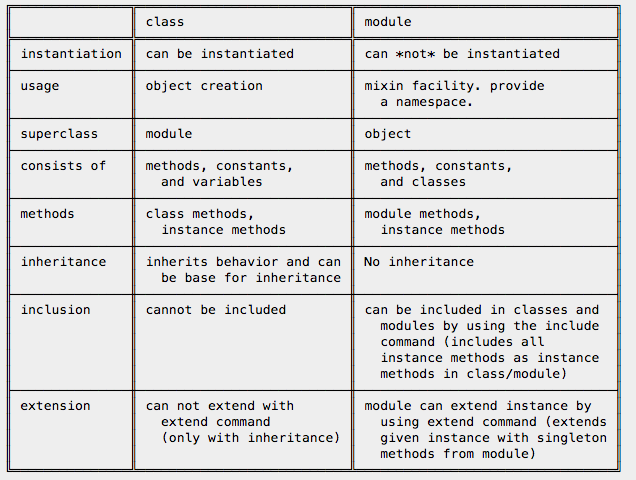 class module
instantiation can be instantiated can *not* be instantiated
usage object creation mixin facility. provide
a namespace.
superclass module object
consists of methods, constants, methods, constants,
and variables and classes
methods class methods, module methods,
instance methods instance methods
inheritance inherits behavior and can No inheritance
be base for inheritance
inclusion cannot be included can be included in classes and
modules by using the include
command (includes all
instance methods as instance
methods in class/module)
extension can not extend with module can extend instance by
extend command using extend command (extends
(only with inheritance) given instance with singleton
methods from module)